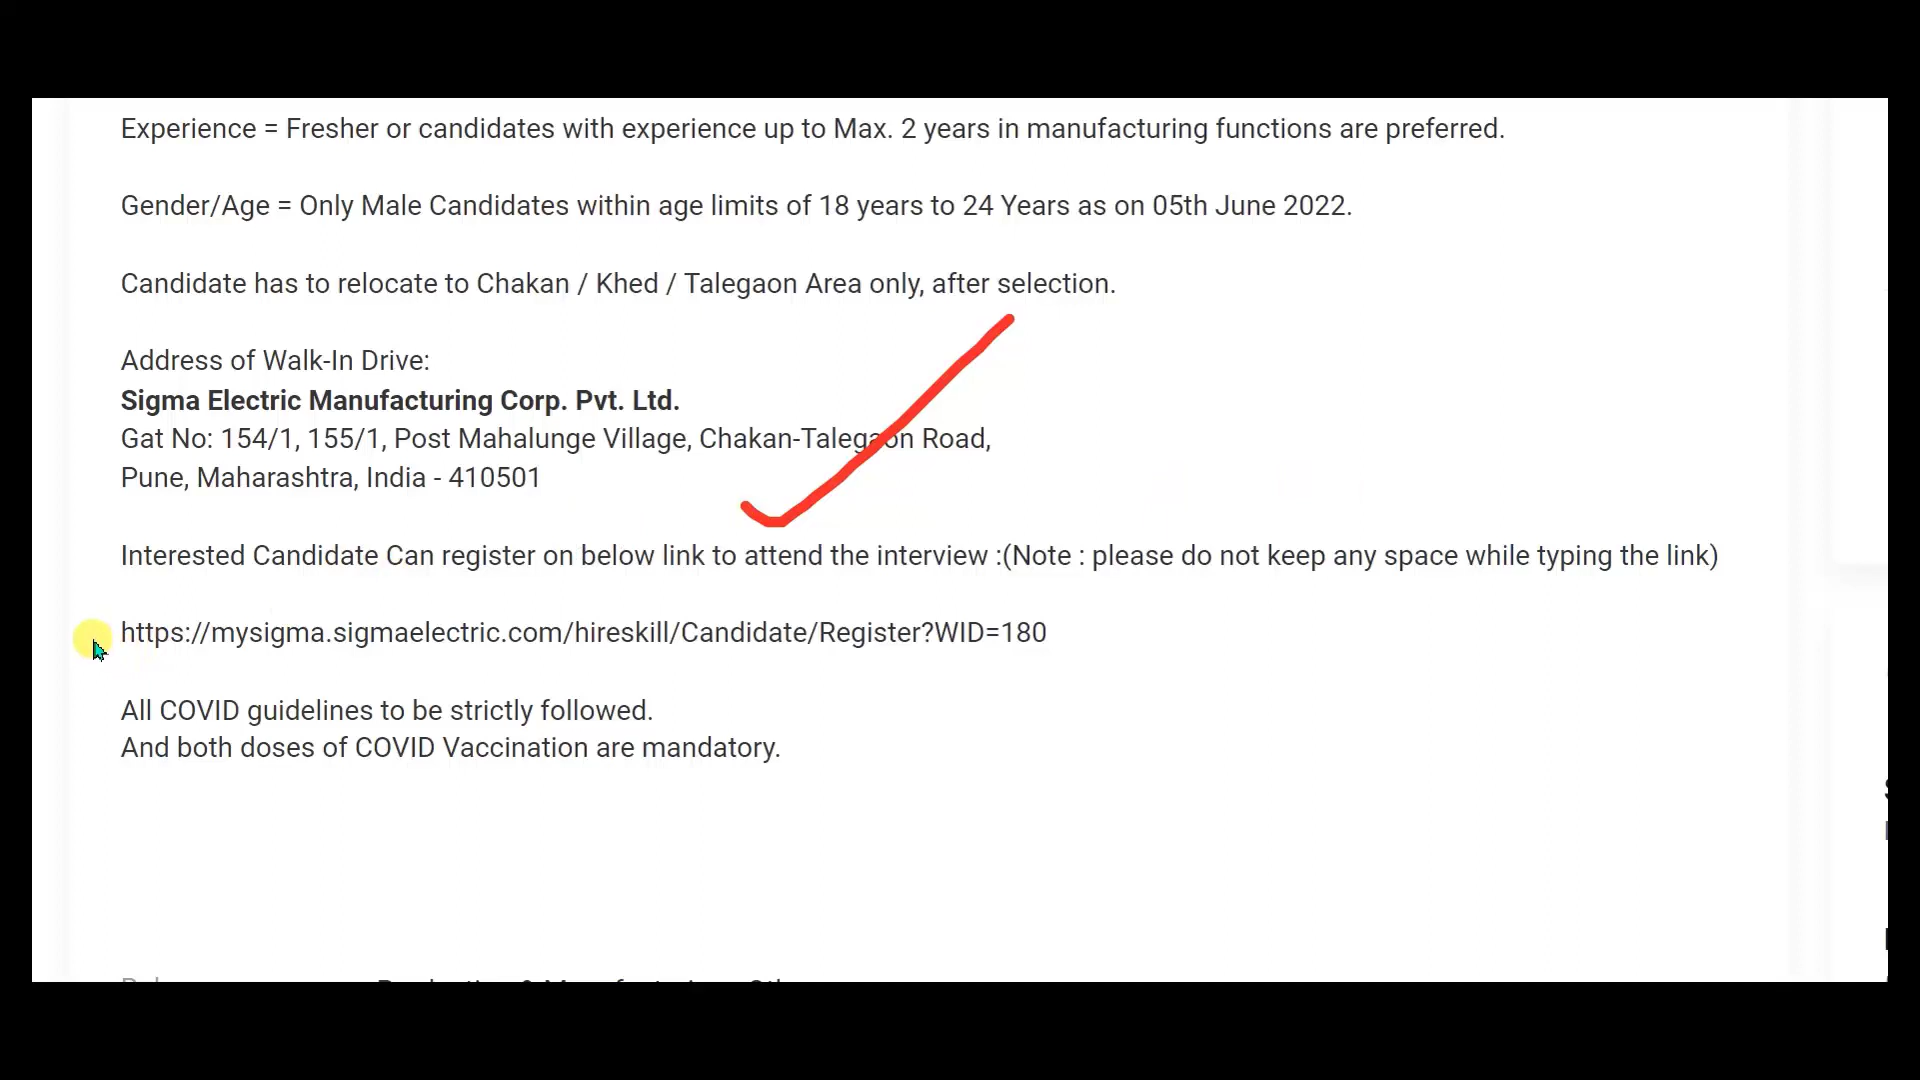 Experience = Fresher or candidates with experience up to Max. 2 years in manufacturing functions are preferred.
Gender/Age = Only Male Candidates within age limits of 18 years to 24 Years as on 05th June 2022.
Candidate has to relocate to Chakan / Khed / Talegaon Area only, after selection.
Address of Walk-In Drive:
Sigma Electric Manufacturing Corp. Pvt. Ltd.
Gat No: 154/1, 155/1, Post Mahalunge Village, Chakan-Talegaon Road,
Pune, Maharashtra, India - 410501
Interested Candidate Can register on below link to attend the interview :(Note : please do not keep any space while typing the link)
https://mysigma.sigmaelectric.com/hireskill/Candidate/Register?WID=180
All COVID guidelines to be strictly followed.
And both doses of COVID Vaccination are mandatory.